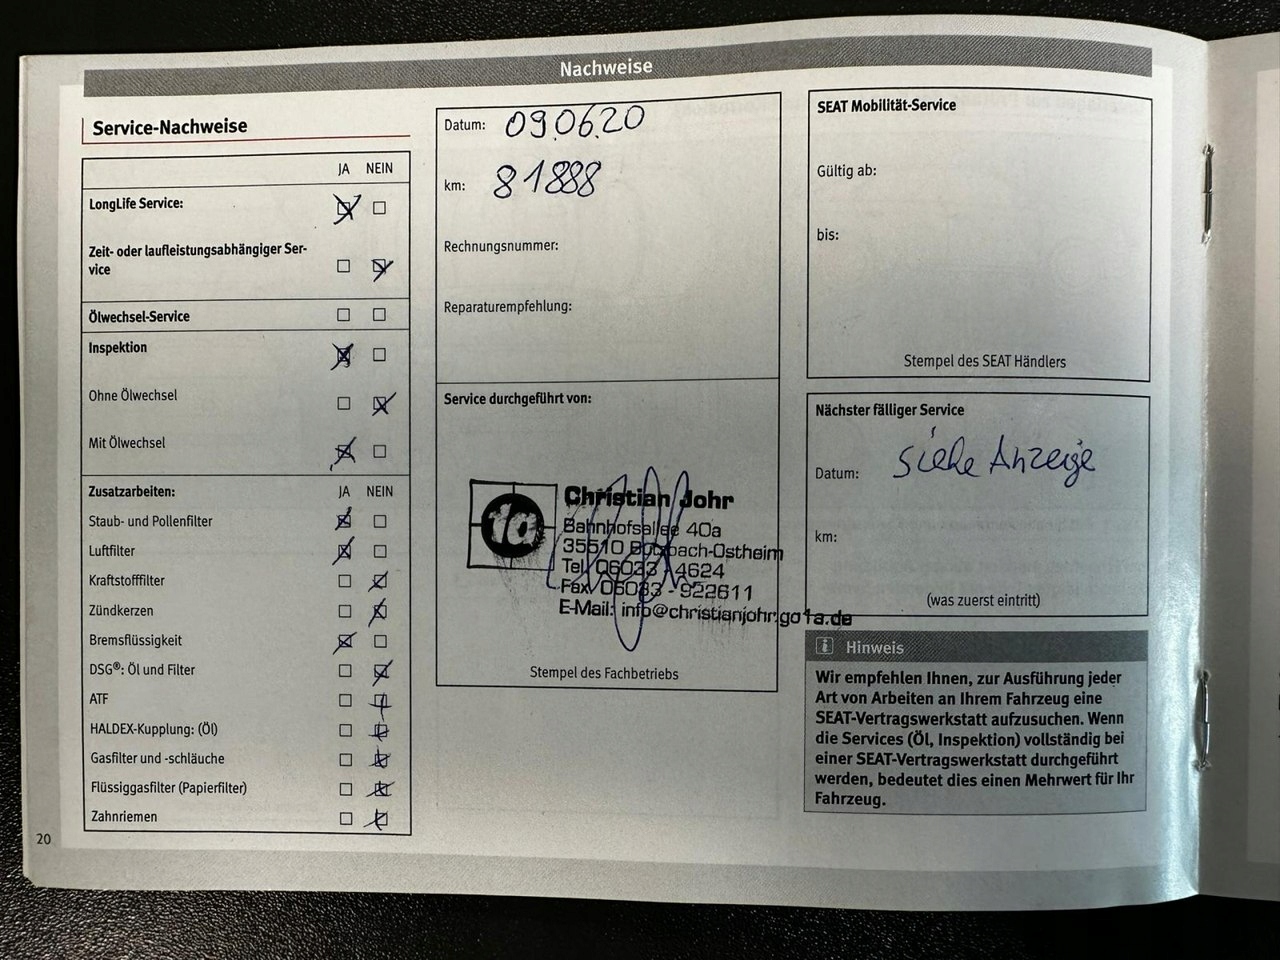 Nachweise
Service-Nachweise
JA NEIN
LongLife Service:
Zeit- oder laufleistungsabhängiger Ser-
vice
Ölwechsel-Service
Inspektion
Ohne Ölwechsel
Mit Ölwechsel
Zusatzarbeiten: JA NEIN
Staub- und Pollenfilter
Luftfilter
Kraftstofffilter
Zündkerzen
Bremsflüssigkeit
DSG®: Öl und Filter
ATF
HALDEX-Kupplung: (Öl)
Gasfilter und -schläuche
Flüssiggasfilter (Papierfilter)
Zahnriemen
20
Datum: 09.06.20
km: 81888
Rechnungsnummer:
Reparaturempfehlung:
Service durchgeführt von:
1a
Christian Johr
Bahnhofsallee 40a
35510 Butzbach-Ostheim
Tel. 06033 - 4624
Fax 06033 - 922611
E-Mail: info@christianjohr.go1a.de
Stempel des Fachbetriebs
SEAT Mobilität-Service
Gültig ab:
bis:
Stempel des SEAT Händlers
Nächster fälliger Service
Datum: siehe Anzeige
km:
(was zuerst eintritt)
i Hinweis
Wir empfehlen Ihnen, zur Ausführung jeder
Art von Arbeiten an Ihrem Fahrzeug eine
SEAT-Vertragswerkstatt aufzusuchen. Wenn
die Services (Öl, Inspektion) vollständig bei
einer SEAT-Vertragswerkstatt durchgeführt
werden, bedeutet dies einen Mehrwert für Ihr
Fahrzeug.